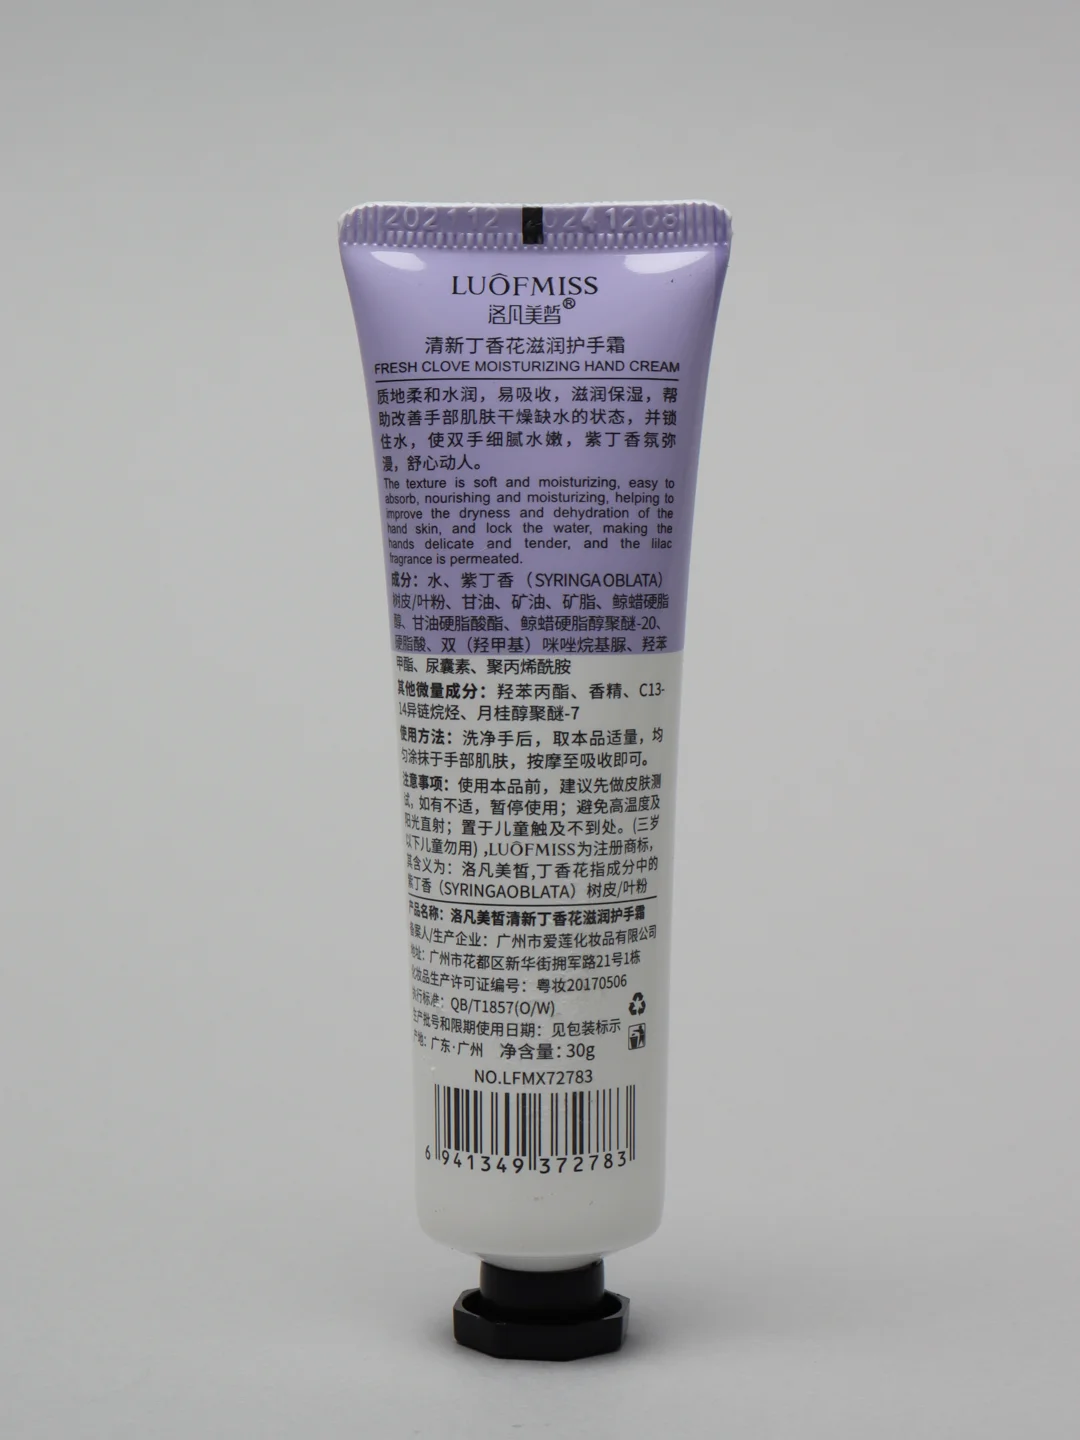 202112 024 1208
LUÔFMISS
洛凡美皙®
清新丁香花滋润护手霜
FRESH CLOVE MOISTURIZING HAND CREAM
质地柔和水润，易吸收，滋润保湿，帮
助改善手部肌肤干燥缺水的状态，并锁
住水，使双手细腻水嫩，紫丁香氛弥
漫，舒心动人。
The texture is soft and moisturizing, easy to
absorb, nourishing and moisturizing, helping to
improve the dryness and dehydration of the
hand skin, and lock the water, making the
hands delicate and tender, and the lilac
fragrance is permeated.
成分：水、紫丁香（SYRINGAOBLATA）
树皮/叶粉、甘油、矿油、矿脂、鲸蜡硬脂
醇、甘油硬脂酸酯、鲸蜡硬脂醇聚醚-20、
硬脂酸、双（羟甲基）咪唑烷基脲、羟苯
甲酯、尿囊素、聚丙烯酰胺
其他微量成分：羟苯丙酯、香精、C13-
14异链烷烃、月桂醇聚醚-7
使用方法：洗净手后，取本品适量，均
匀涂抹于手部肌肤，按摩至吸收即可。
注意事项：使用本品前，建议先做皮肤测
试，如有不适，暂停使用；避免高温度及
阳光直射；置于儿童触及不到处。(三岁
以下儿童勿用) ,LUÔFMISS为注册商标，
其含义为：洛凡美皙,丁香花指成分中的
紫丁香（SYRINGAOBLATA）树皮/叶粉
产品名称：洛凡美皙清新丁香花滋润护手霜
备案人/生产企业：广州市爱莲化妆品有限公司
地址：广州市花都区新华街拥军路21号1栋
化妆品生产许可证编号：粤妆20170506
执行标准：QB/T1857(O/W)
生产批号和限期使用日期：见包装标示
产地：广东·广州 净含量：30g
NO.LFMX72783
6 941349 372783